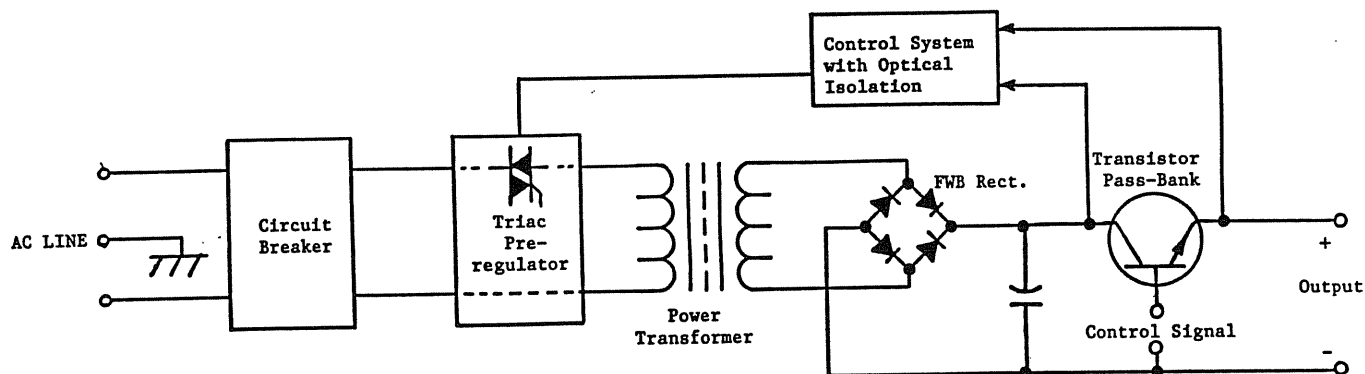 Control System
with Optical
Isolation
Transistor
Pass-Bank
FWB Rect.
Circuit
Breaker
Triac
Pre-
regulator
AC LINE
+
Output
Power
Transformer
Control Signal
-